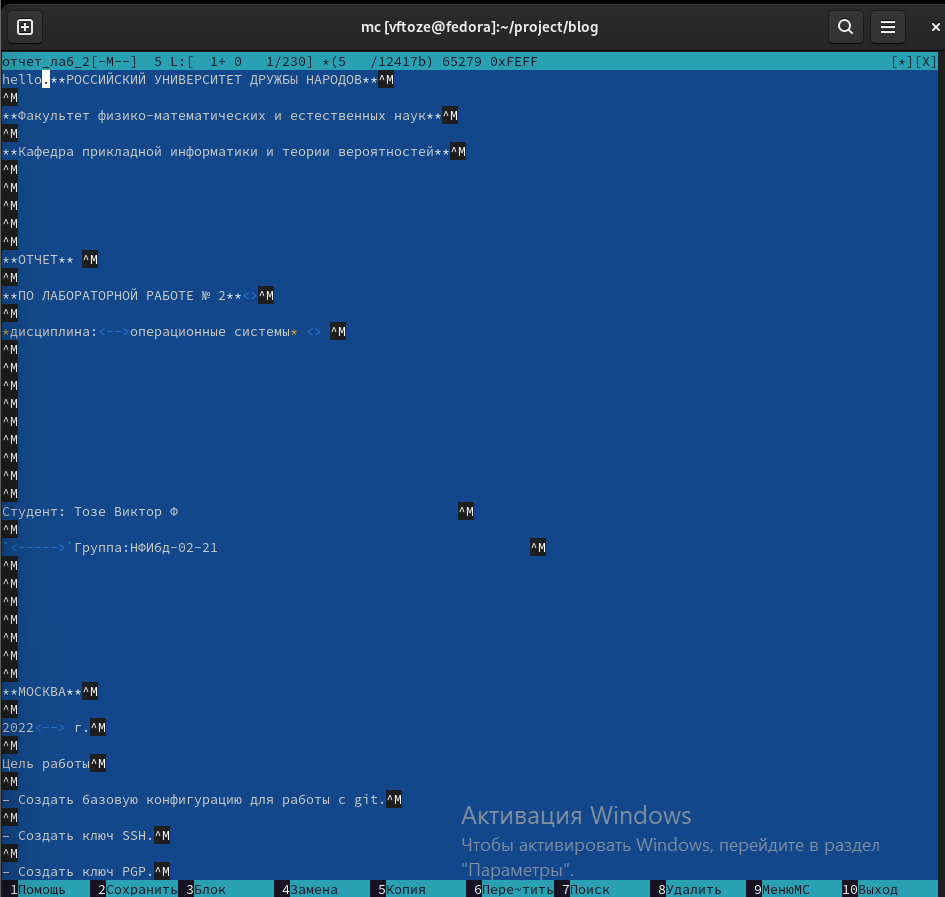 mc [vftoze@fedora]:~/project/blog
отчет_лаб_2[-M--]  5 L:[  1+ 0   1/230] *(5   /12417b) 65279 0xFEFF [*][X]
hello.**РОССИЙСКИЙ УНИВЕРСИТЕТ ДРУЖБЫ НАРОДОВ**^M
^M
**Факультет физико-математических и естественных наук**^M
^M
**Кафедра прикладной информатики и теории вероятностей**^M
^M
^M
^M
^M
^M
**ОТЧЕТ** ^M
^M
**ПО ЛАБОРАТОРНОЙ РАБОТЕ № 2**<>^M
^M
*дисциплина:<-->операционные системы* <> ^M
^M
^M
^M
^M
^M
^M
^M
^M
^M
Студент: Тозе Виктор Ф ^M
^M
`<----->`Группа:НФИбд-02-21 ^M
^M
^M
^M
^M
^M
^M
^M
**МОСКВА**^M
^M
2022<--> г.^M
^M
Цель работы^M
^M
– Создать базовую конфигурацию для работы с git.^M
^M
– Создать ключ SSH.^M
^M
– Создать ключ PGP.^M
Активация Windows
Чтобы активировать Windows, перейдите в раздел
"Параметры".
1Помощь 2Сохранить 3Блок 4Замена 5Копия 6Пере~тить 7Поиск 8Удалить 9МенюMC 10Выход